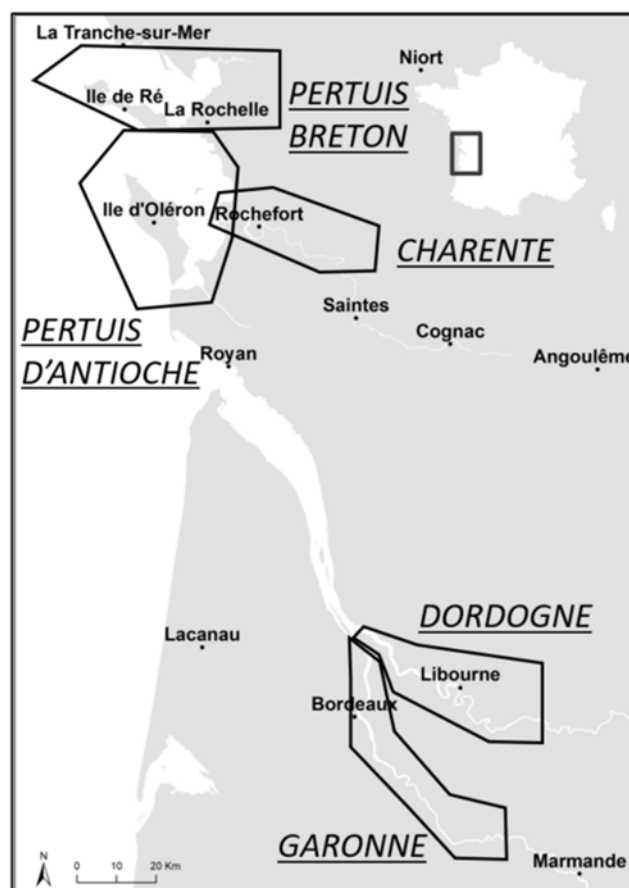 La Tranche-sur-Mer
Niort
Ile de Ré
La Rochelle
PERTUIS
BRETON
Ile d'Oléron
Rochefort
CHARENTE
Saintes
PERTUIS
D'ANTIOCHE
Cognac
Royan
Angoulême
DORDOGNE
Lacanau
Libourne
Bordeaux
GARONNE
Marmande
N
0 10 20 Km